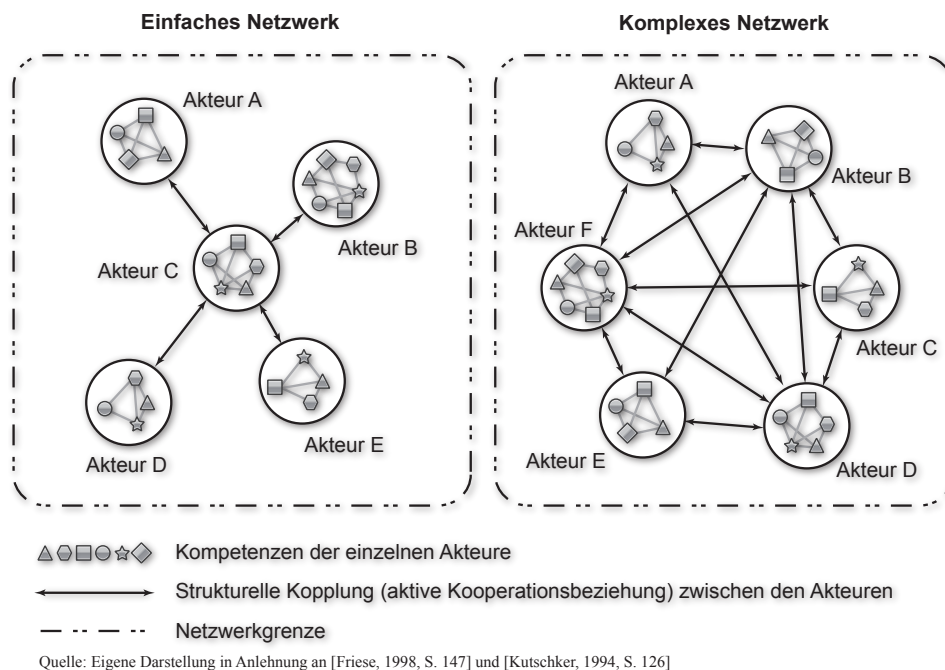 Einfaches Netzwerk
Akteur A
Akteur B
Akteur C
Akteur D
Akteur E
Komplexes Netzwerk
Akteur A
Akteur B
Akteur F
Akteur C
Akteur E
Akteur D
Kompetenzen der einzelnen Akteure
Strukturelle Kopplung (aktive Kooperationsbeziehung) zwischen den Akteuren
Netzwerkgrenze
Quelle: Eigene Darstellung in Anlehnung an [Friese, 1998, S. 147] und [Kutschker, 1994, S. 126]